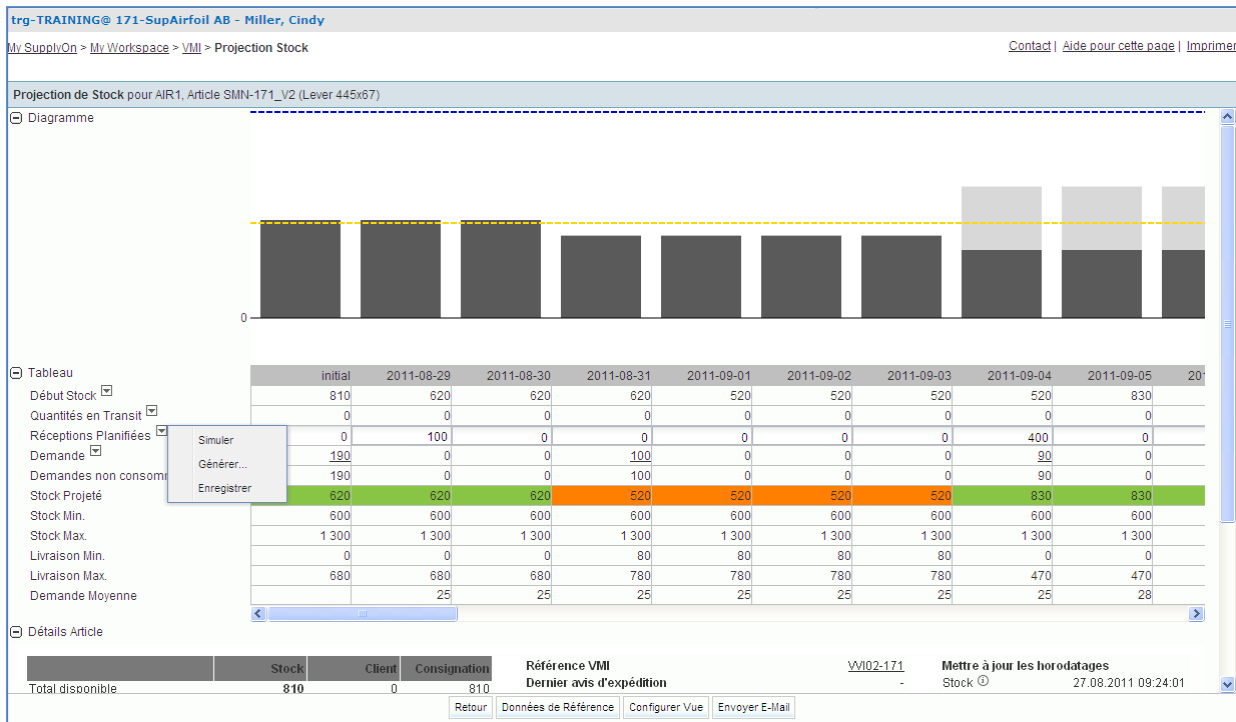 trg-TRAINING@ 171-SupAirfoil AB - Miller, Cindy
My SupplyOn > My Workspace > VMI > Projection Stock
Contact | Aide pour cette page | Imprimer
Projection de Stock pour AIR1, Article SMN-171_V2 (Lever 445x67)
Diagramme
0
Tableau initial 2011-08-29 2011-08-30 2011-08-31 2011-09-01 2011-09-02 2011-09-03 2011-09-04 2011-09-05 201
Début Stock 810 620 620 620 520 520 520 520 830
Quantités en Transit 0 0 0 0 0 0 0 0 0
Réceptions Planifiées 0 100 0 0 0 0 0 400 0
Demande 190 0 0 100 0 0 0 90 0
Demandes non consomm 190 0 0 100 0 0 0 90 0
Simuler
Générer...
Enregistrer
Stock Projeté 620 620 620 520 520 520 520 830 830
Stock Min. 600 600 600 600 600 600 600 600 600
Stock Max. 1 300 1 300 1 300 1 300 1 300 1 300 1 300 1 300 1 300
Livraison Min. 0 0 0 80 80 80 80 0 0
Livraison Max. 680 680 680 780 780 780 780 470 470
Demande Moyenne 25 25 25 25 25 25 25 28
Détails Article
Stock Client Consignation
Total disponible 810 0 810
Référence VMI VVI02-171
Dernier avis d'expédition -
Mettre à jour les horodatages
Stock 27.08.2011 09:24:01
Retour Données de Référence Configurer Vue Envoyer E-Mail